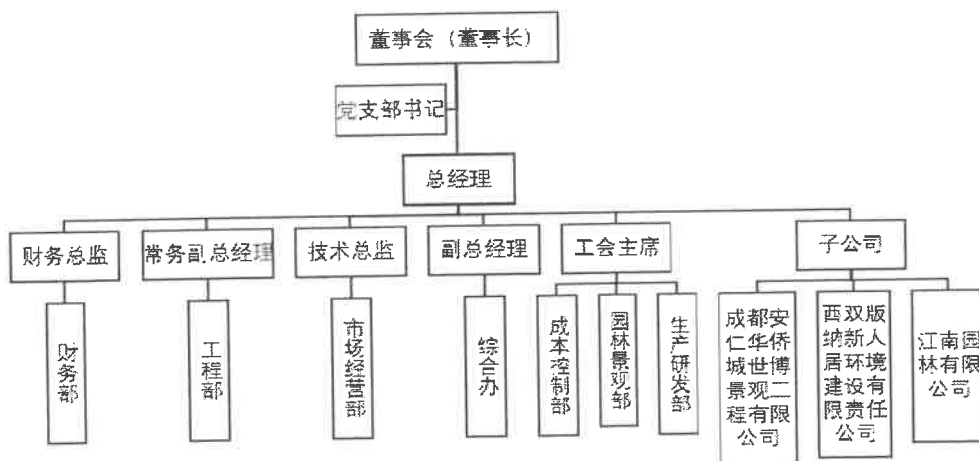 董事会（董事长）
党支部书记
总经理
财务总监
常务副总经理
技术总监
副总经理
工会主席
子公司
财务部
工程部
市场经营部
综合办
成本控制部
园林景观部
生产研发部
成都安
仁华侨
城世博
景观二
程有限
公司
西双版
纳新人
居环境
建设有
限责任
公司
江南园
林有限
公司